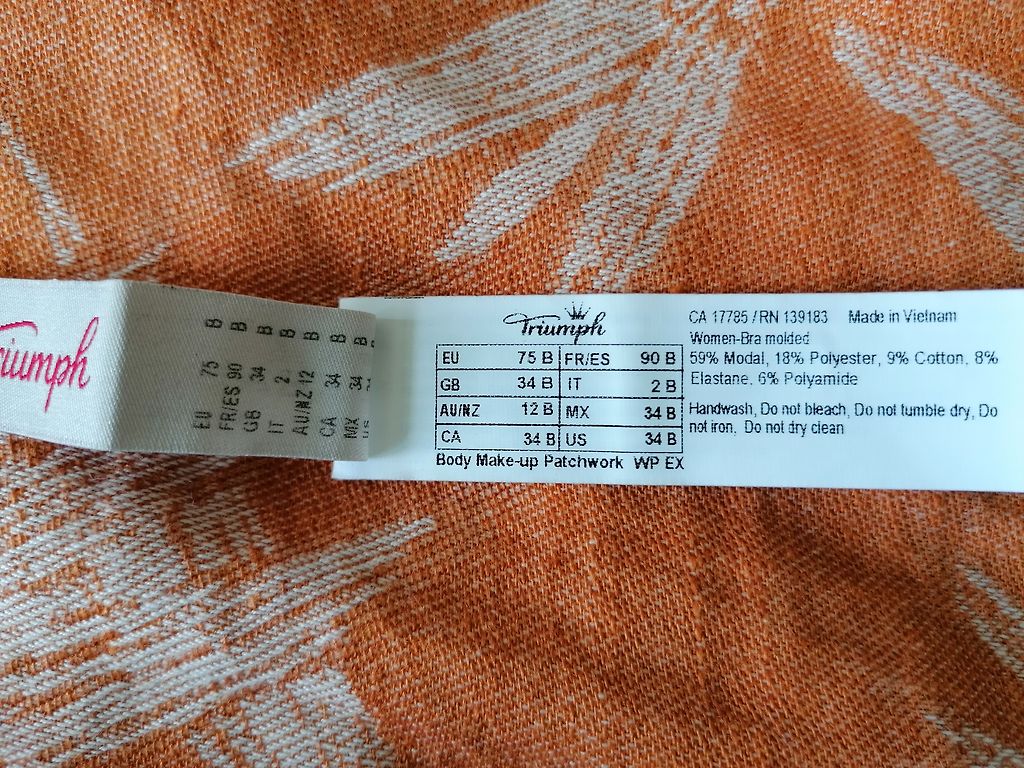 riumph
EU 75 B
FR/ES 90 B
GB 34 B
IT 2 B
AU/NZ 12 B
CA 34 B
MX 34 B
US
Triumph
EU 75 B FR/ES 90 B
GB 34 B IT 2 B
AU/NZ 12 B MX 34 B
CA 34 B US 34 B
Body Make-up Patchwork WP EX
CA 17785 / RN 139183 Made in Vietnam
Women-Bra molded
59% Modal, 18% Polyester, 9% Cotton, 8%
Elastane, 6% Polyamide
Handwash, Do not bleach, Do not tumble dry, Do
not iron, Do not dry clean